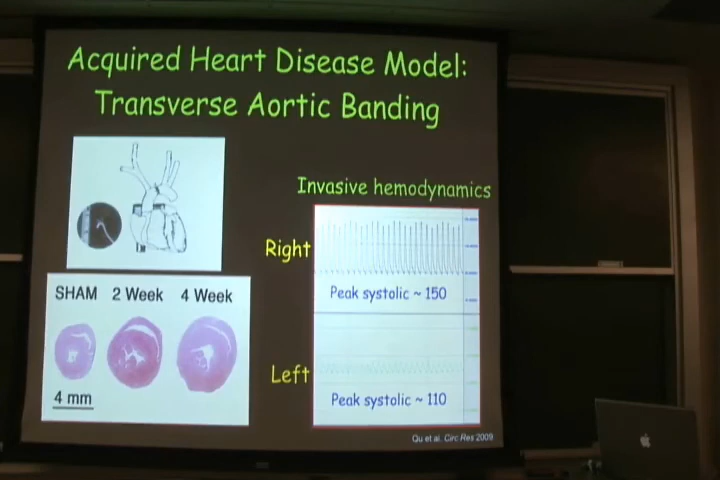 Acquired Heart Disease Model:
Transverse Aortic Banding
Invasive hemodynamics
Right
Peak systolic ~ 150
SHAM 2 Week 4 Week
Left
4 mm
Peak systolic ~ 110
Qu et al. Circ Res 2009